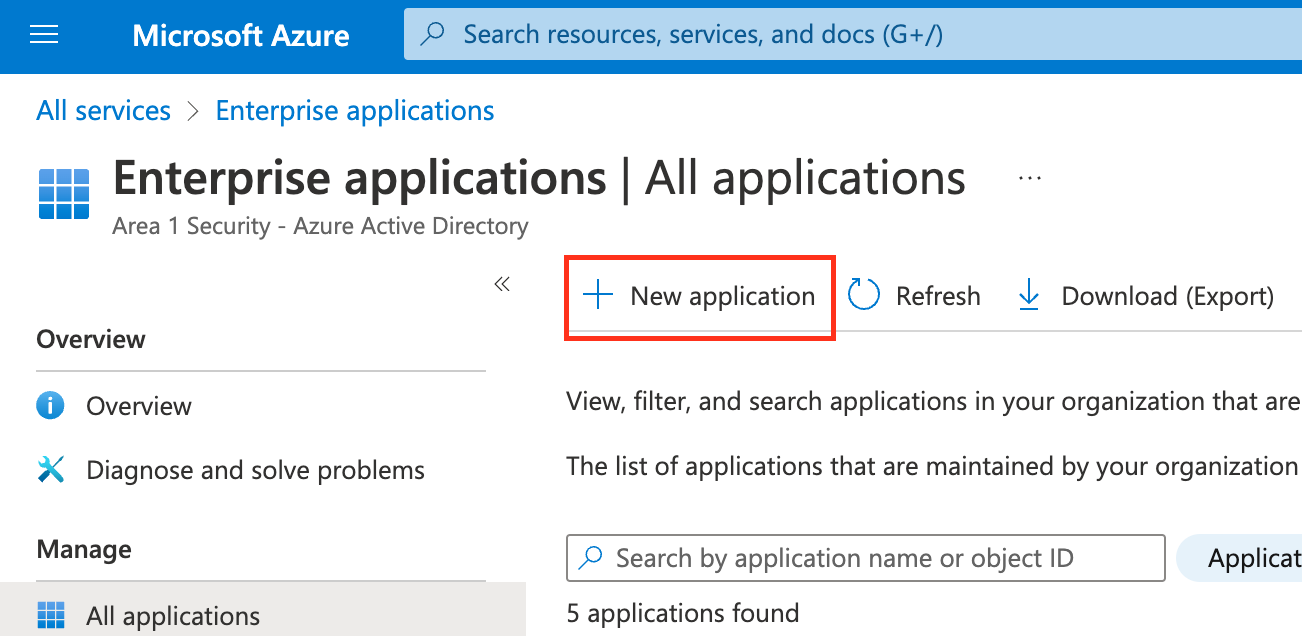 Microsoft Azure
Search resources, services, and docs (G+/)
All services > Enterprise applications
Enterprise applications | All applications ...
Area 1 Security - Azure Active Directory
«
New application
Refresh
Download (Export)
Overview
Overview
Diagnose and solve problems
Manage
All applications
View, filter, and search applications in your organization that are
The list of applications that are maintained by your organization
Search by application name or object ID
Applicat
5 applications found